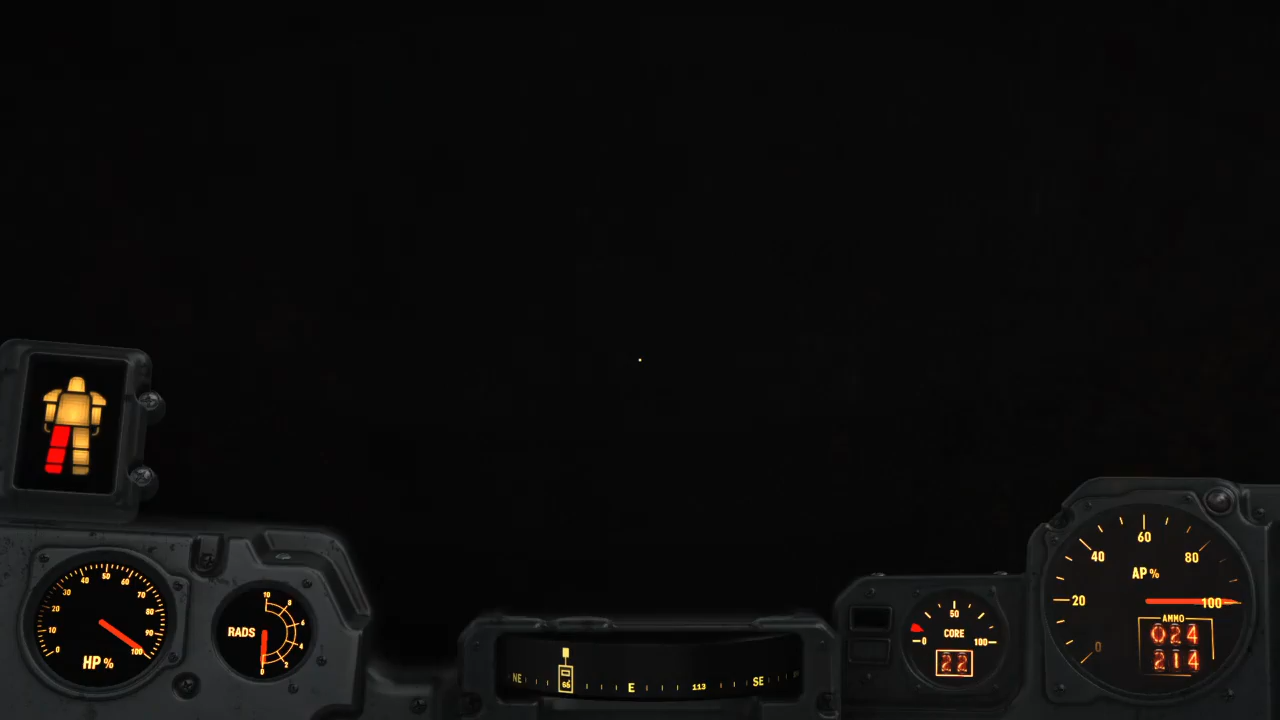 0 10 20 30 40 50 60 70 80 90 100
HP %
10 8 6 4 2 0
RADS
NE 66 E 113 SE
0 50 100
CORE
22
0 20 40 60 80 100
AP %
AMMO
024
214